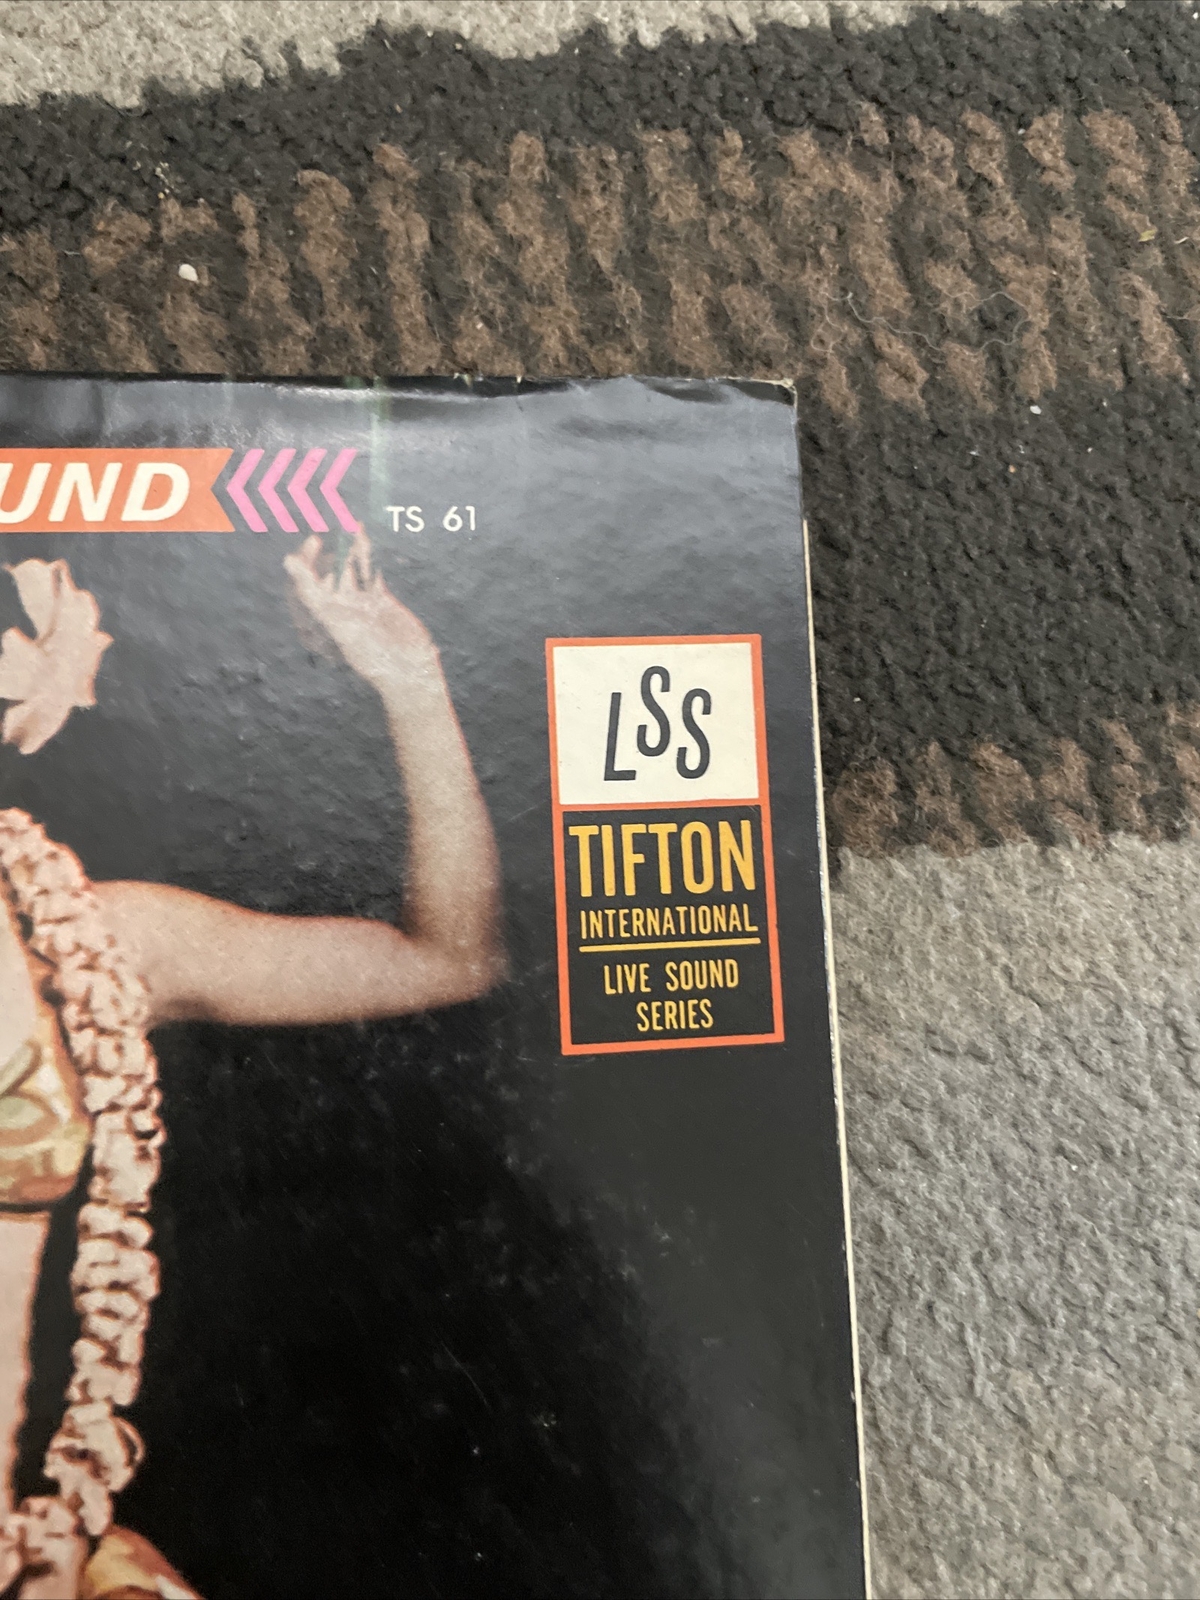 UND
TS 61
LSS
TIFTON
INTERNATIONAL
LIVE SOUND
SERIES